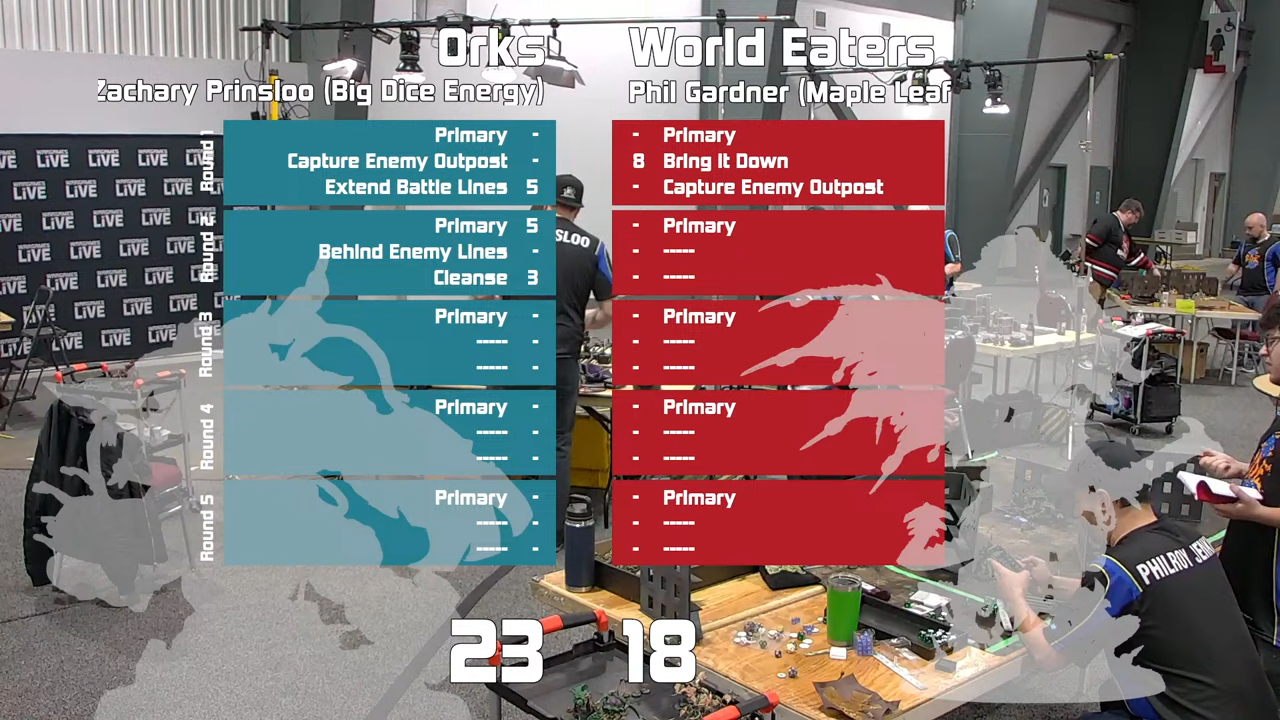 Orks
Zachary Prinsloo (Big Dice Energy)
World Eaters
Phil Gardner (Maple Leaf
Round 1
Primary -
Capture Enemy Outpost -
Extend Battle Lines 5
- Primary
8 Bring It Down
- Capture Enemy Outpost
Round 2
Primary 5
Behind Enemy Lines -
Cleanse 3
- Primary
- -----
- -----
Round 3
Primary -
----- -
----- -
- Primary
- -----
- -----
Round 4
Primary -
----- -
----- -
- Primary
- -----
- -----
Round 5
Primary -
----- -
----- -
- Primary
- -----
- -----
23 18
SLOO
PHILROY JEN
LIVE
LIVE
LIVE
LIVE